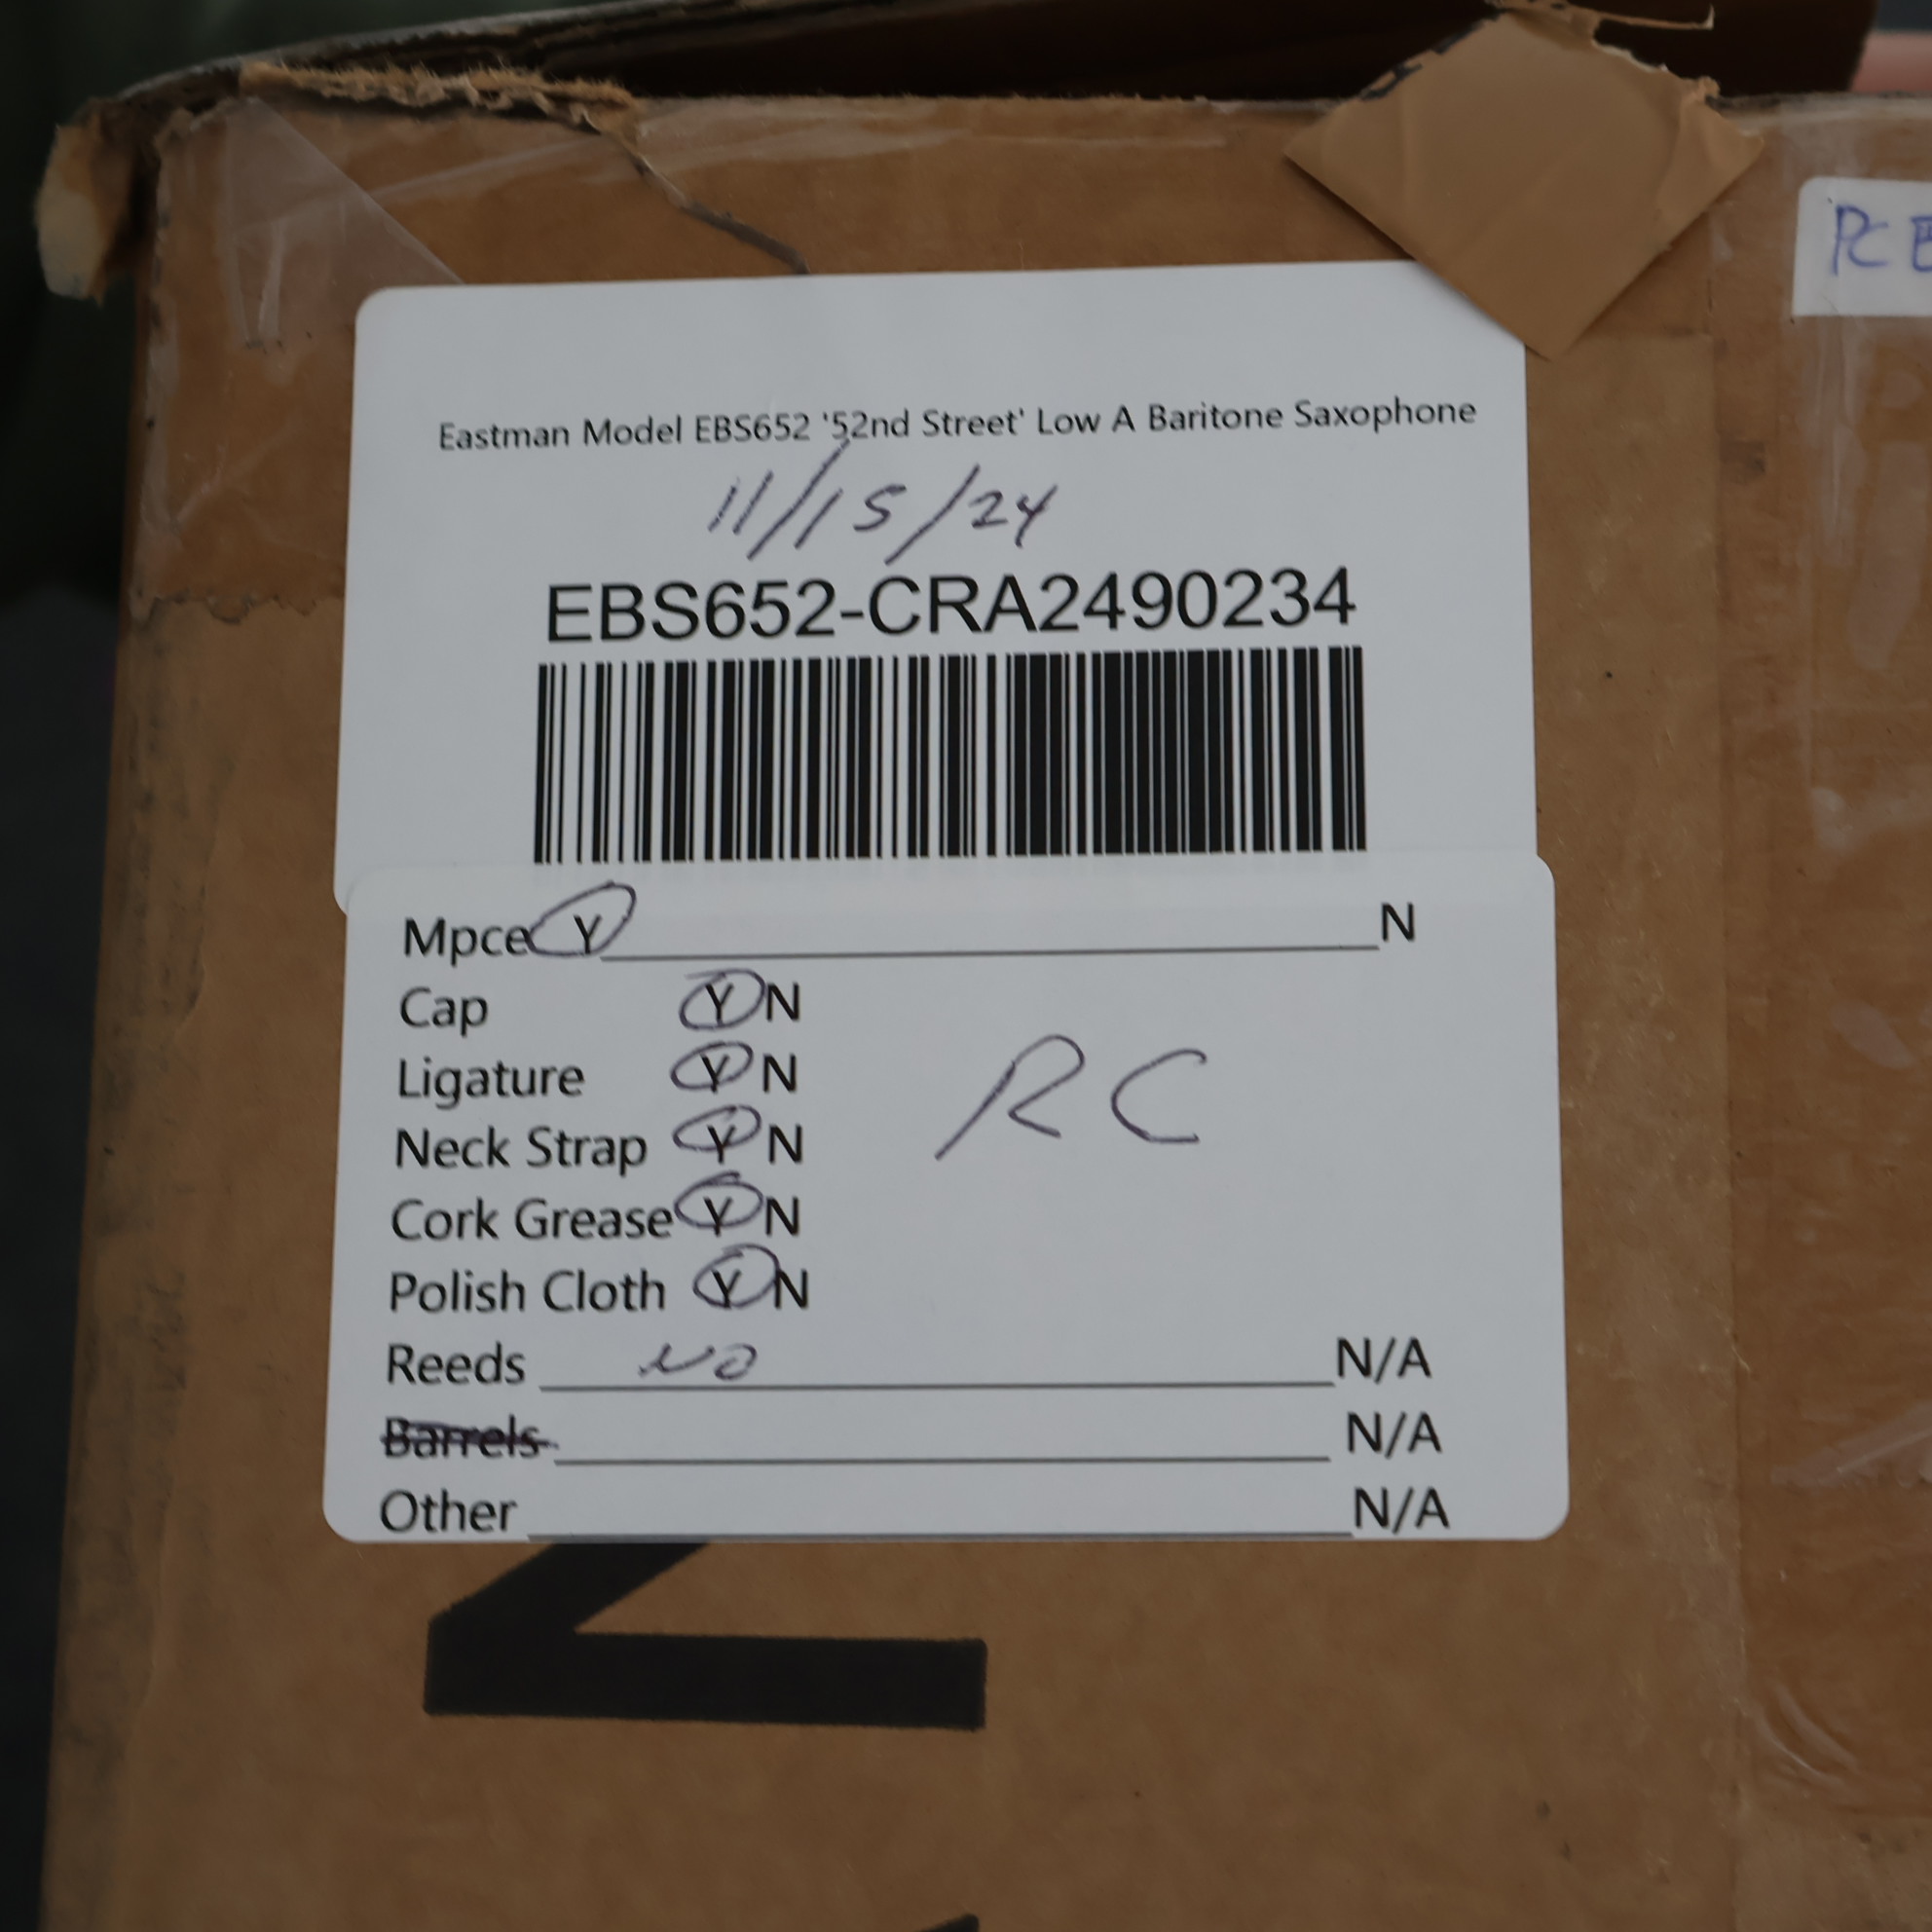 Eastman Model EBS652 '52nd Street' Low A Baritone Saxophone
11/15/24
EBS652-CRA2490234
Mpce Y N
Cap Y N
Ligature Y N
Neck Strap Y N
RC
Cork Grease Y N
Polish Cloth Y N
Reeds NO N/A
Barrels N/A
Other N/A